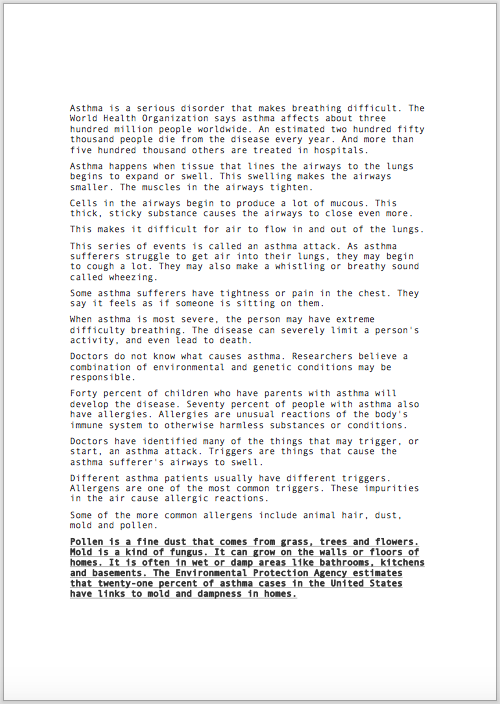 Asthma is a serious disorder that makes breathing difficult. The
World Health Organization says asthma affects about three
hundred million people worldwide. An estimated two hundred fifty
thousand people die from the disease every year. And more than
five hundred thousand others are treated in hospitals.
Asthma happens when tissue that lines the airways to the lungs
begins to expand or swell. This swelling makes the airways
smaller. The muscles in the airways tighten.
Cells in the airways begin to produce a lot of mucous. This
thick, sticky substance causes the airways to close even more.
This makes it difficult for air to flow in and out of the lungs.
This series of events is called an asthma attack. As asthma
sufferers struggle to get air into their lungs, they may begin
to cough a lot. They may also make a whistling or breathy sound
called wheezing.
Some asthma sufferers have tightness or pain in the chest. They
say it feels as if someone is sitting on them.
When asthma is most severe, the person may have extreme
difficulty breathing. The disease can severely limit a person's
activity, and even lead to death.
Doctors do not know what causes asthma. Researchers believe a
combination of environmental and genetic conditions may be
responsible.
Forty percent of children who have parents with asthma will
develop the disease. Seventy percent of people with asthma also
have allergies. Allergies are unusual reactions of the body's
immune system to otherwise harmless substances or conditions.
Doctors have identified many of the things that may trigger, or
start, an asthma attack. Triggers are things that cause the
asthma sufferer's airways to swell.
Different asthma patients usually have different triggers.
Allergens are one of the most common triggers. These impurities
in the air cause allergic reactions.
Some of the more common allergens include animal hair, dust,
mold and pollen.
Pollen is a fine dust that comes from grass, trees and flowers.
Mold is a kind of fungus. It can grow on the walls or floors of
homes. It is often in wet or damp areas like bathrooms, kitchens
and basements. The Environmental Protection Agency estimates
that twenty-one percent of asthma cases in the United States
have links to mold and dampness in homes.